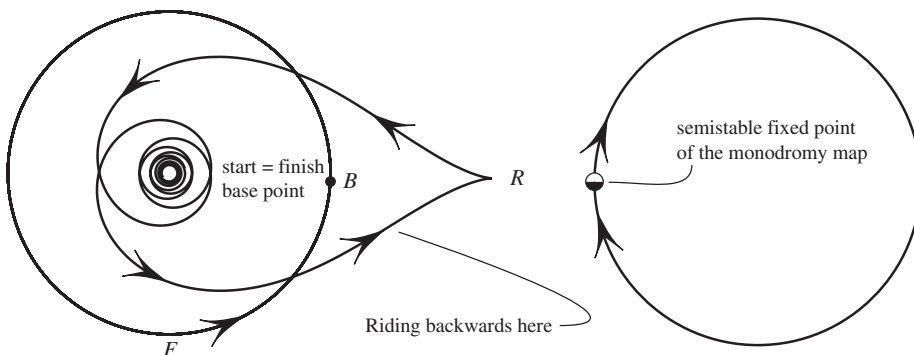 start = finish
base point
B
R
F
Riding backwards here
semistable fixed point
of the monodromy map